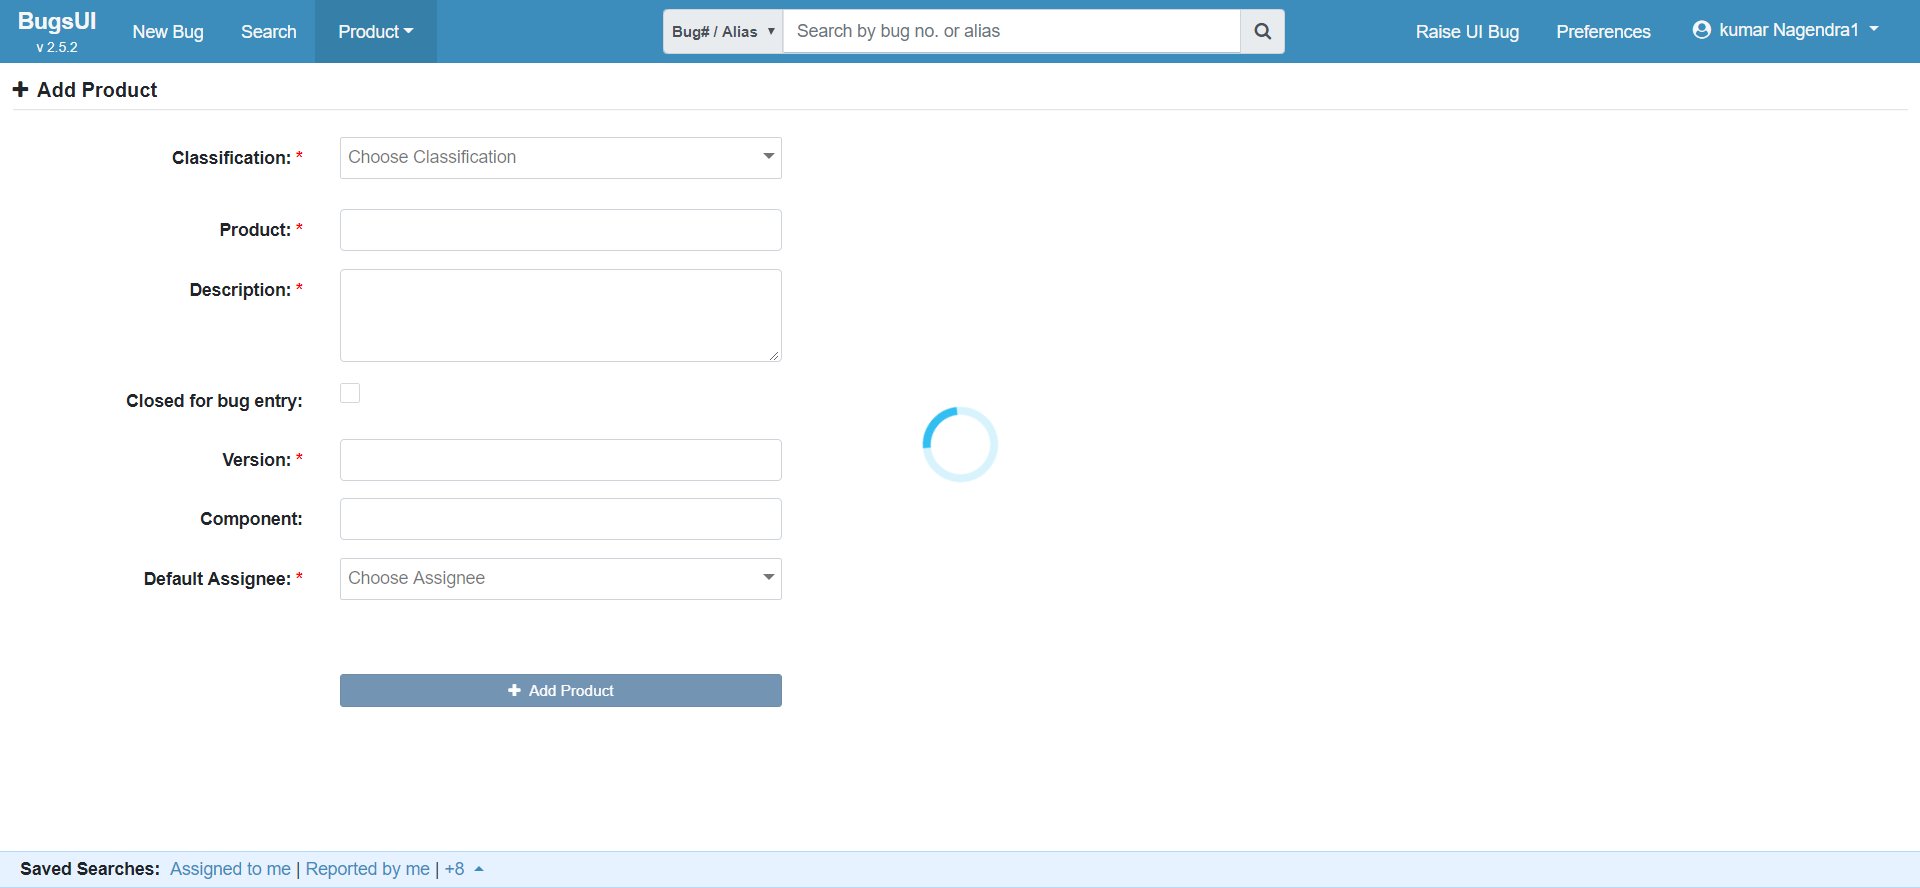 BugsUI
v 2.5.2
New Bug
Search
Product
Bug# / Alias
Search by bug no. or alias
Raise UI Bug
Preferences
kumar Nagendra1
Add Product
Classification: *
Choose Classification
Product: *
Description: *
Closed for bug entry:
Version: *
Component:
Default Assignee: *
Choose Assignee
Add Product
Saved Searches: Assigned to me | Reported by me | +8